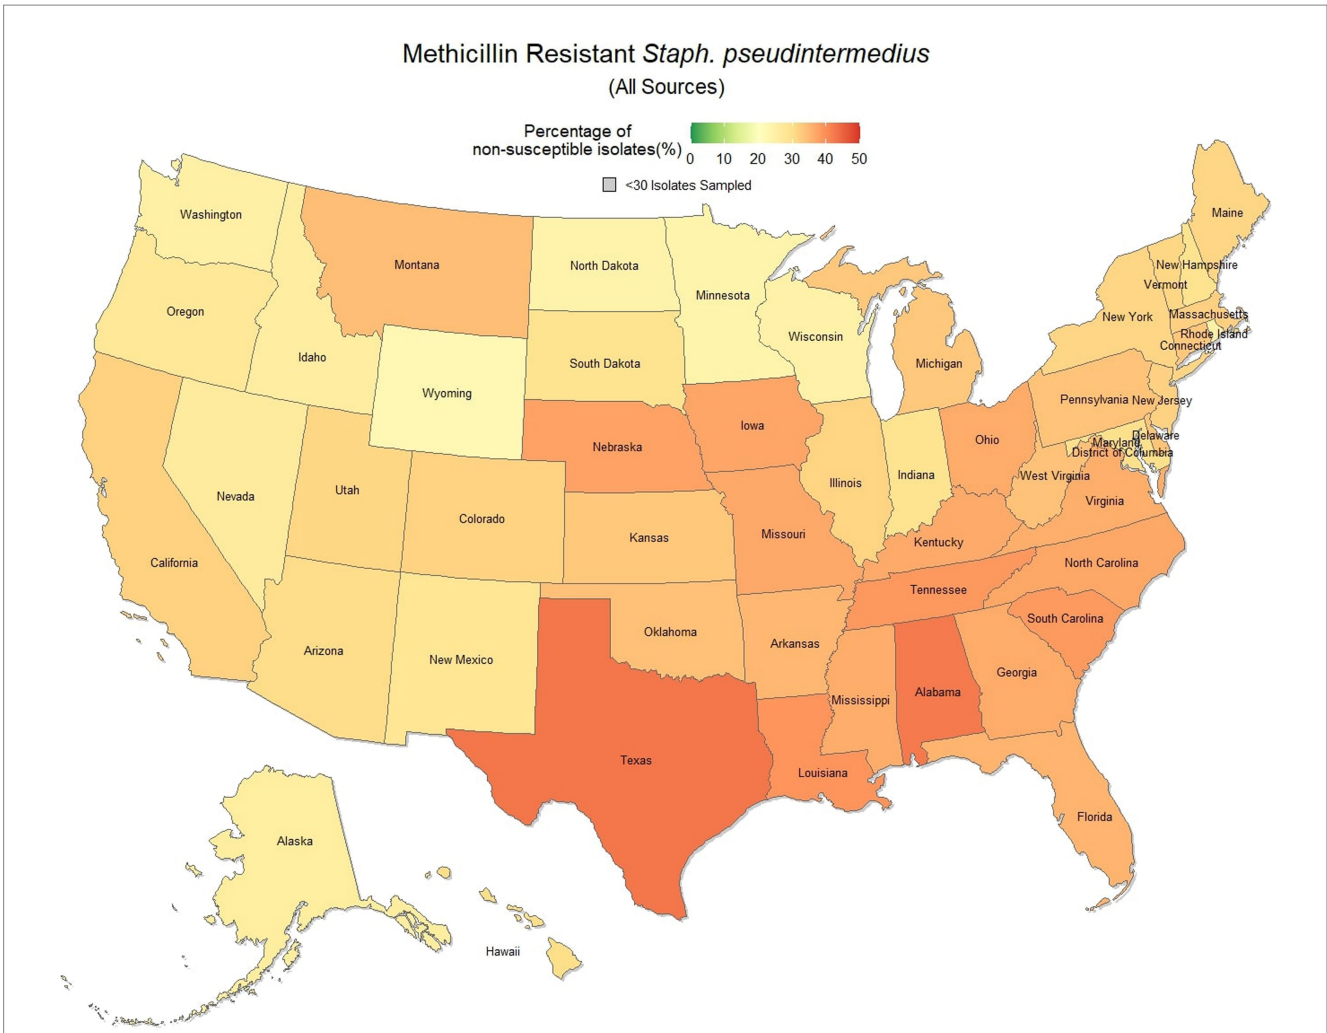 Methicillin Resistant Staph. pseudintermedius
(All Sources)
Percentage of
non-susceptible isolates(%)
0 10 20 30 40 50
<30 Isolates Sampled
Washington
Montana
North Dakota
Minnesota
Maine
New Hampshire
Vermont
Oregon
Idaho
Wyoming
South Dakota
Wisconsin
Michigan
New York
Massachusetts
Rhode Island
Connecticut
Nevada
Utah
Colorado
Nebraska
Iowa
Illinois
Indiana
Ohio
Pennsylvania
New Jersey
Delaware
Maryland
District of Columbia
West Virginia
Virginia
California
Kansas
Missouri
Kentucky
North Carolina
Tennessee
South Carolina
Arizona
New Mexico
Oklahoma
Arkansas
Mississippi
Alabama
Georgia
Texas
Louisiana
Florida
Alaska
Hawaii